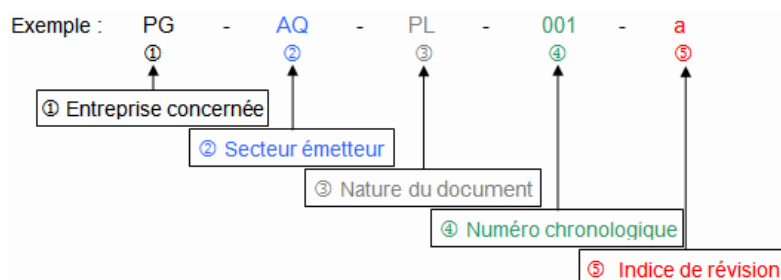 Exemple : PG - AQ - PL - 001 - a
① ② ③ ④ ⑤
① Entreprise concernée
② Secteur émetteur
③ Nature du document
④ Numéro chronologique
⑤ Indice de révision